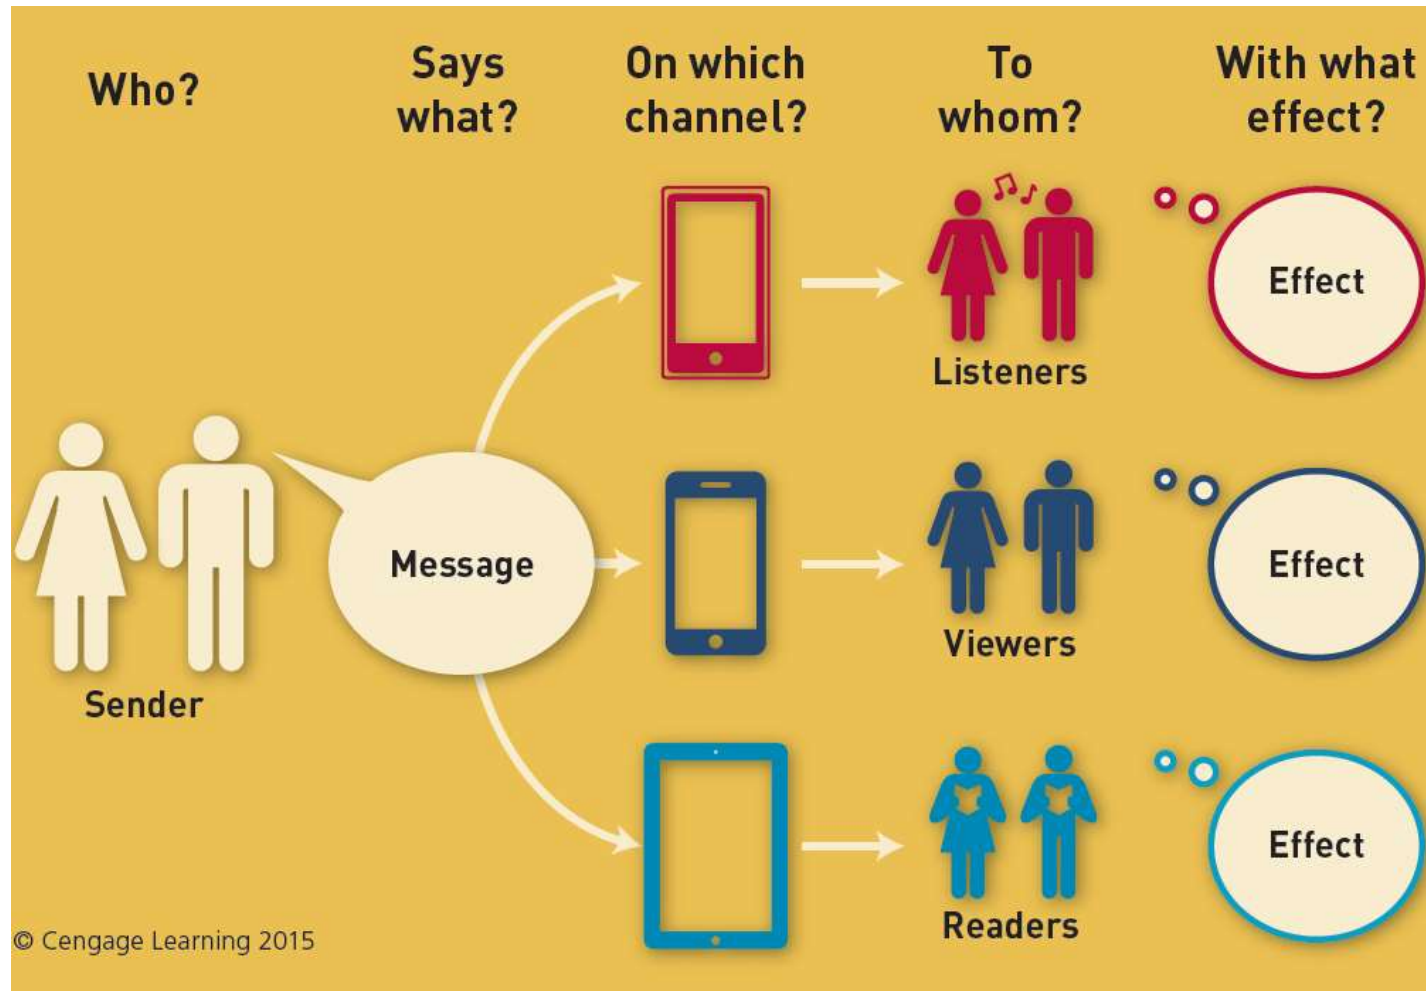 Who?
Says
what?
On which
channel?
To
whom?
With what
effect?
Listeners
Effect
Sender
Message
Viewers
Effect
Readers
Effect
© Cengage Learning 2015